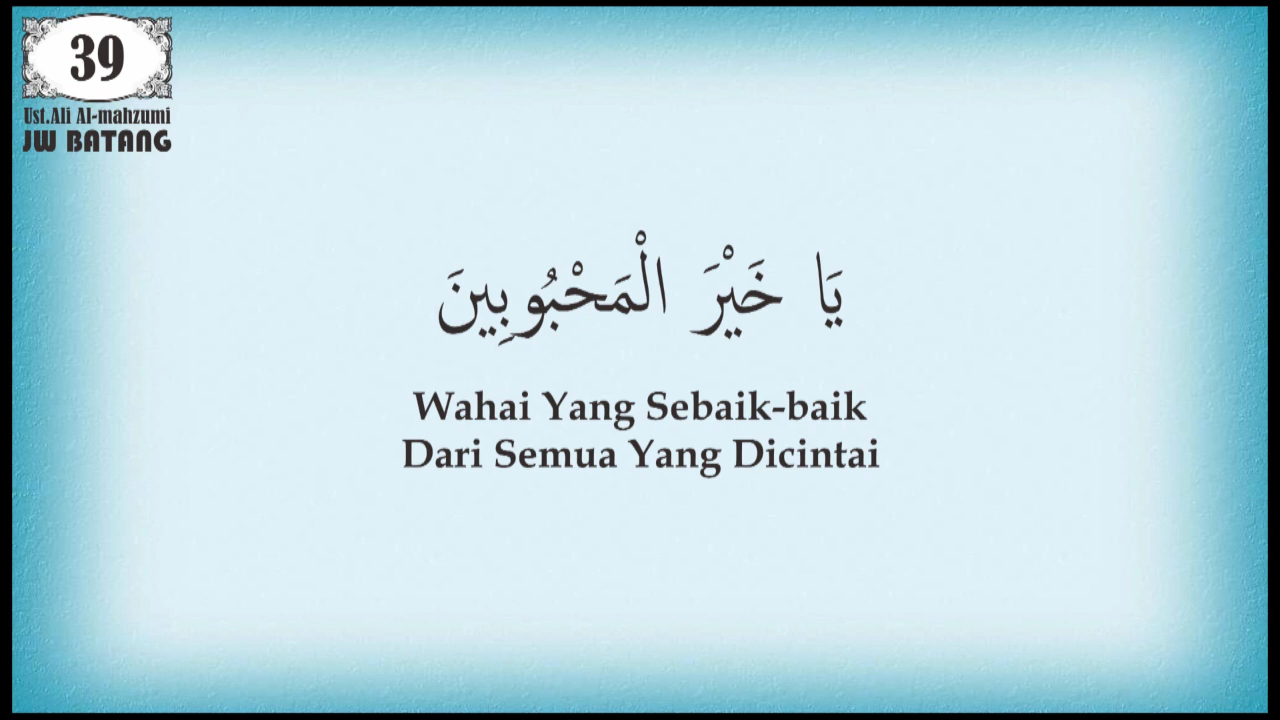 39
Ust.Ali Al-mahzumi
JW BATANG
يَا خَيْرَ الْمَحْبُوبِينَ
Wahai Yang Sebaik-baik
Dari Semua Yang Dicintai